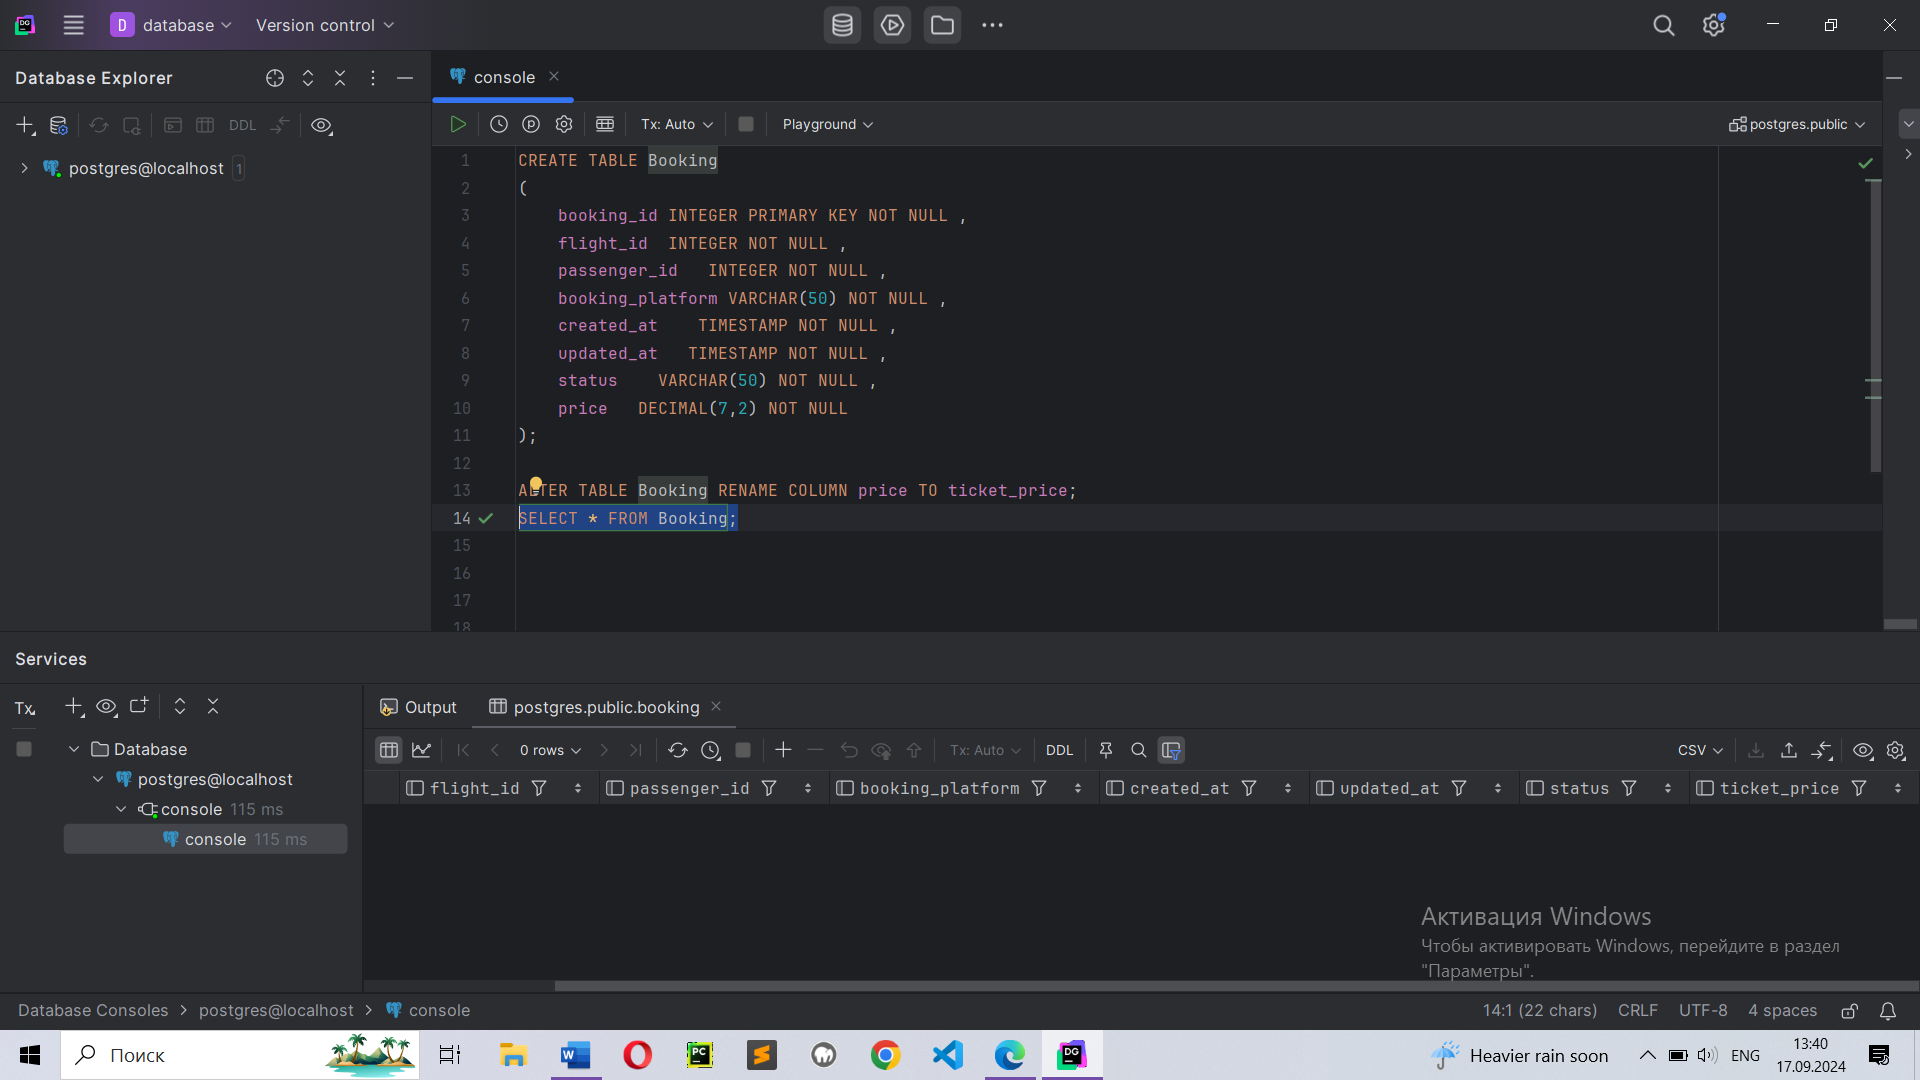 D database Version control
Database Explorer
DDL
postgres@localhost 1
console
Tx: Auto Playground postgres.public
1 CREATE TABLE Booking
2 (
3 booking_id INTEGER PRIMARY KEY NOT NULL ,
4 flight_id INTEGER NOT NULL ,
5 passenger_id INTEGER NOT NULL ,
6 booking_platform VARCHAR(50) NOT NULL ,
7 created_at TIMESTAMP NOT NULL ,
8 updated_at TIMESTAMP NOT NULL ,
9 status VARCHAR(50) NOT NULL ,
10 price DECIMAL(7,2) NOT NULL
11 );
12
13 ALTER TABLE Booking RENAME COLUMN price TO ticket_price;
14 SELECT * FROM Booking;
15
16
17
18
Services
Tx
Database
postgres@localhost
console 115 ms
console 115 ms
Output postgres.public.booking
0 rows Tx: Auto DDL CSV
flight_id passenger_id booking_platform created_at updated_at status ticket_price
Активация Windows
Чтобы активировать Windows, перейдите в раздел
"Параметры".
Database Consoles > postgres@localhost > console 14:1 (22 chars) CRLF UTF-8 4 spaces
Поиск
Heavier rain soon ENG
13:40
17.09.2024